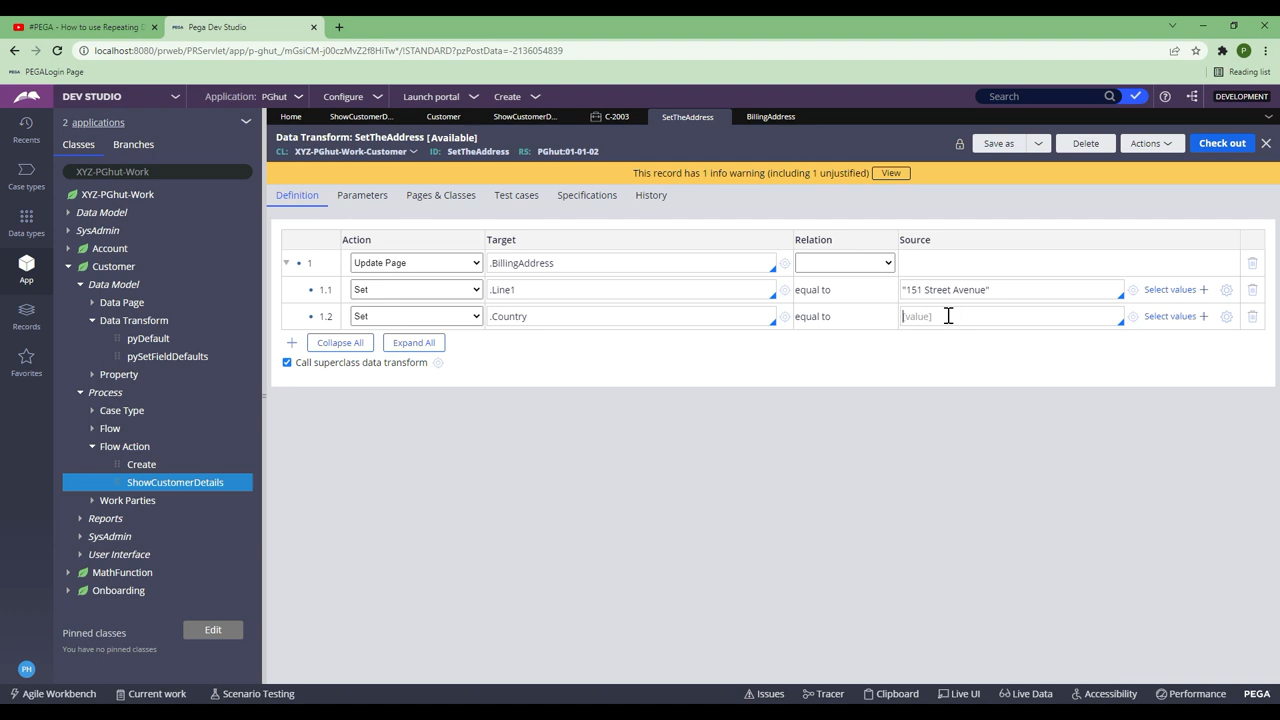 #PEGA - How to use Repeating D
Pega Dev Studio
localhost:8080/prweb/PRServlet/app/p-ghut_/mGsiCM-j00czMvZ2f8HiTw*/!STANDARD?pzPostData=-2136054839
P
PEGALogin Page
Reading list
DEV STUDIO
Application: PGhut
Configure
Launch portal
Create
Search
DEVELOPMENT
Recents
Case types
Data types
App
Records
Favorites
PH
2 applications
Classes
Branches
XYZ-PGhut-Work
XYZ-PGhut-Work
Data Model
SysAdmin
Account
Customer
Data Model
Data Page
Data Transform
pyDefault
pySetFieldDefaults
Property
Process
Case Type
Flow
Flow Action
Create
ShowCustomerDetails
Work Parties
Reports
SysAdmin
User Interface
MathFunction
Onboarding
Pinned classes
Edit
You have no pinned classes
Home
ShowCustomerD...
Customer
ShowCustomerD...
C-2003
SetTheAddress
BillingAddress
Data Transform: SetTheAddress [Available]
CL: XYZ-PGhut-Work-Customer ID: SetTheAddress RS: PGhut:01-01-02
Save as
Delete
Actions
Check out
This record has 1 info warning (including 1 unjustified) View
Definition
Parameters
Pages & Classes
Test cases
Specifications
History
Action Target Relation Source
1 Update Page .BillingAddress
1.1 Set .Line1 equal to "151 Street Avenue" Select values
1.2 Set .Country equal to [value] Select values
Collapse All
Expand All
Call superclass data transform
Agile Workbench
Current work
Scenario Testing
Issues
Tracer
Clipboard
Live UI
Live Data
Accessibility
Performance
PEGA